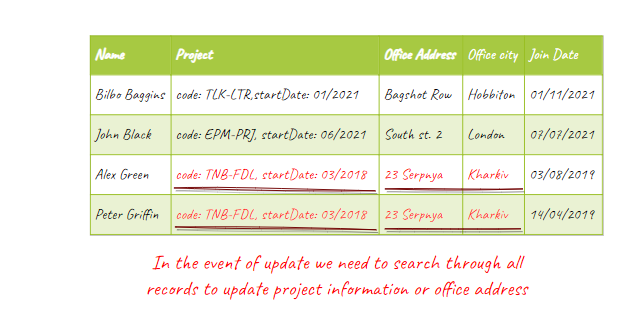 Name Project Office Address Office city Join Date
Bilbo Baggins code: TLK-LTR,startDate: 01/2021 Bagshot Row Hobbiton 01/11/2021
John Black code: EPM-PRJ, startDate: 06/2021 South st. 2 London 07/07/2021
Alex Green code: TNB-FDL, startDate: 03/2018 23 Serpnya Kharkiv 03/08/2019
Peter Griffin code: TNB-FDL, startDate: 03/2018 23 Serpnya Kharkiv 14/04/2019
In the event of update we need to search through all
records to update project information or office address